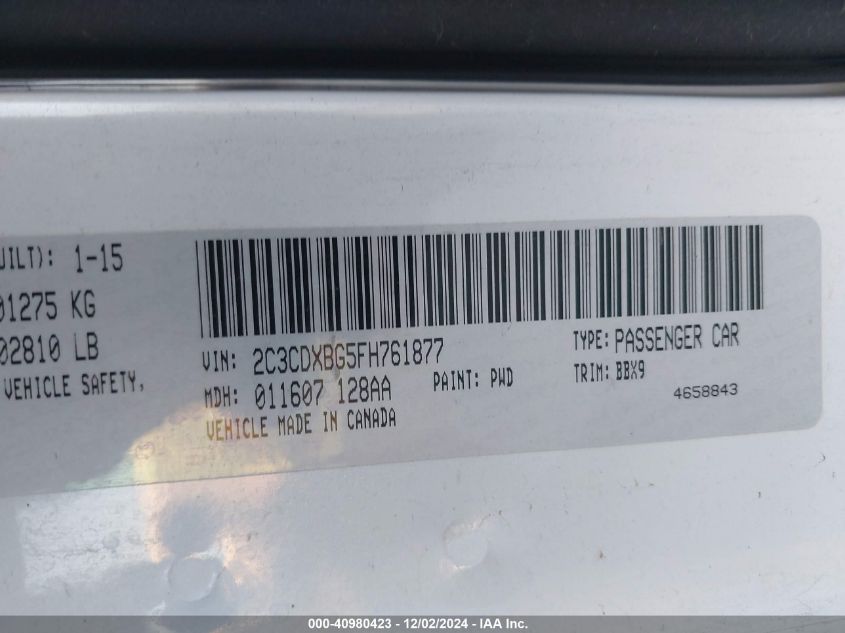 UILT): 1-15
01275 KG
02810 LB
VEHICLE SAFETY,
VIN: 2C3CDXBG5FH761877
TYPE: PASSENGER CAR
MDH: 011607 128AA
PAINT: PWD
TRIM: BBX9
VEHICLE MADE IN CANADA
4658843
000-40980423 - 12/02/2024 - IAA Inc.